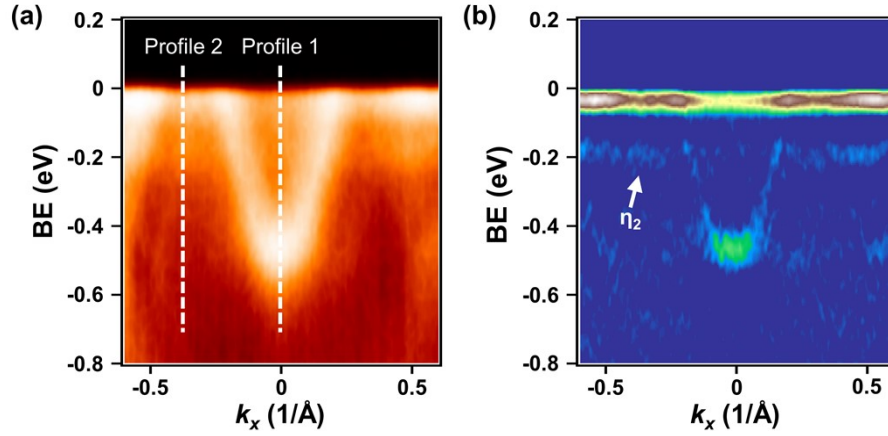 (a)
Profile 2 Profile 1
0.2
0
-0.2
-0.4
-0.6
-0.8
BE (eV)
-0.5 0 0.5
kₓ (1/Å)
(b)
0.2
0
-0.2
-0.4
-0.6
-0.8
BE (eV)
η₂
-0.5 0 0.5
kₓ (1/Å)